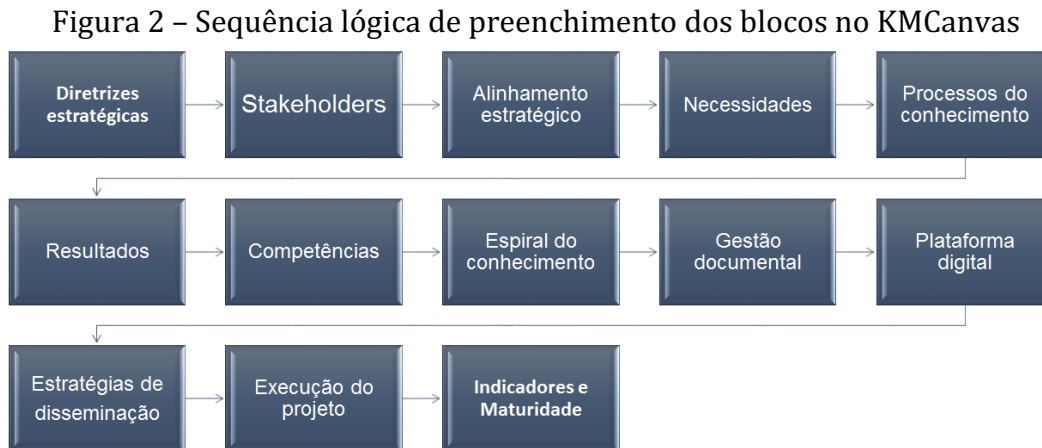 Figura 2 – Sequência lógica de preenchimento dos blocos no KMCanvas
Diretrizes
estratégicas
Stakeholders
Alinhamento
estratégico
Necessidades
Processos do
conhecimento
Resultados
Competências
Espiral do
conhecimento
Gestão
documental
Plataforma
digital
Estratégias de
disseminação
Execução do
projeto
Indicadores e
Maturidade